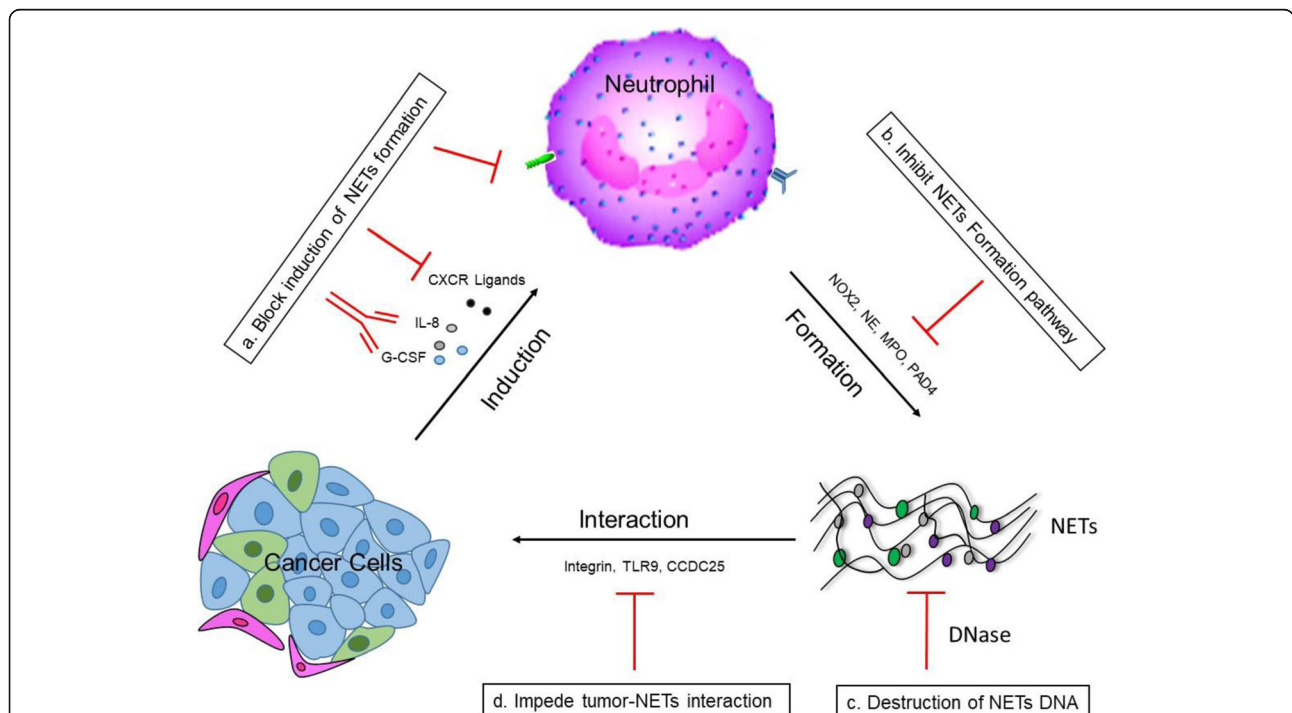 Neutrophil
a. Block induction of NETs formation
b. Inhibit NETs Formation pathway
CXCR Ligands
IL-8
G-CSF
Induction
NOX2, NE, MPO, PAD4
Formation
Interaction
Integrin, TLR9, CCDC25
NETs
Cancer Cells
DNase
d. Impede tumor-NETs interaction
c. Destruction of NETs DNA